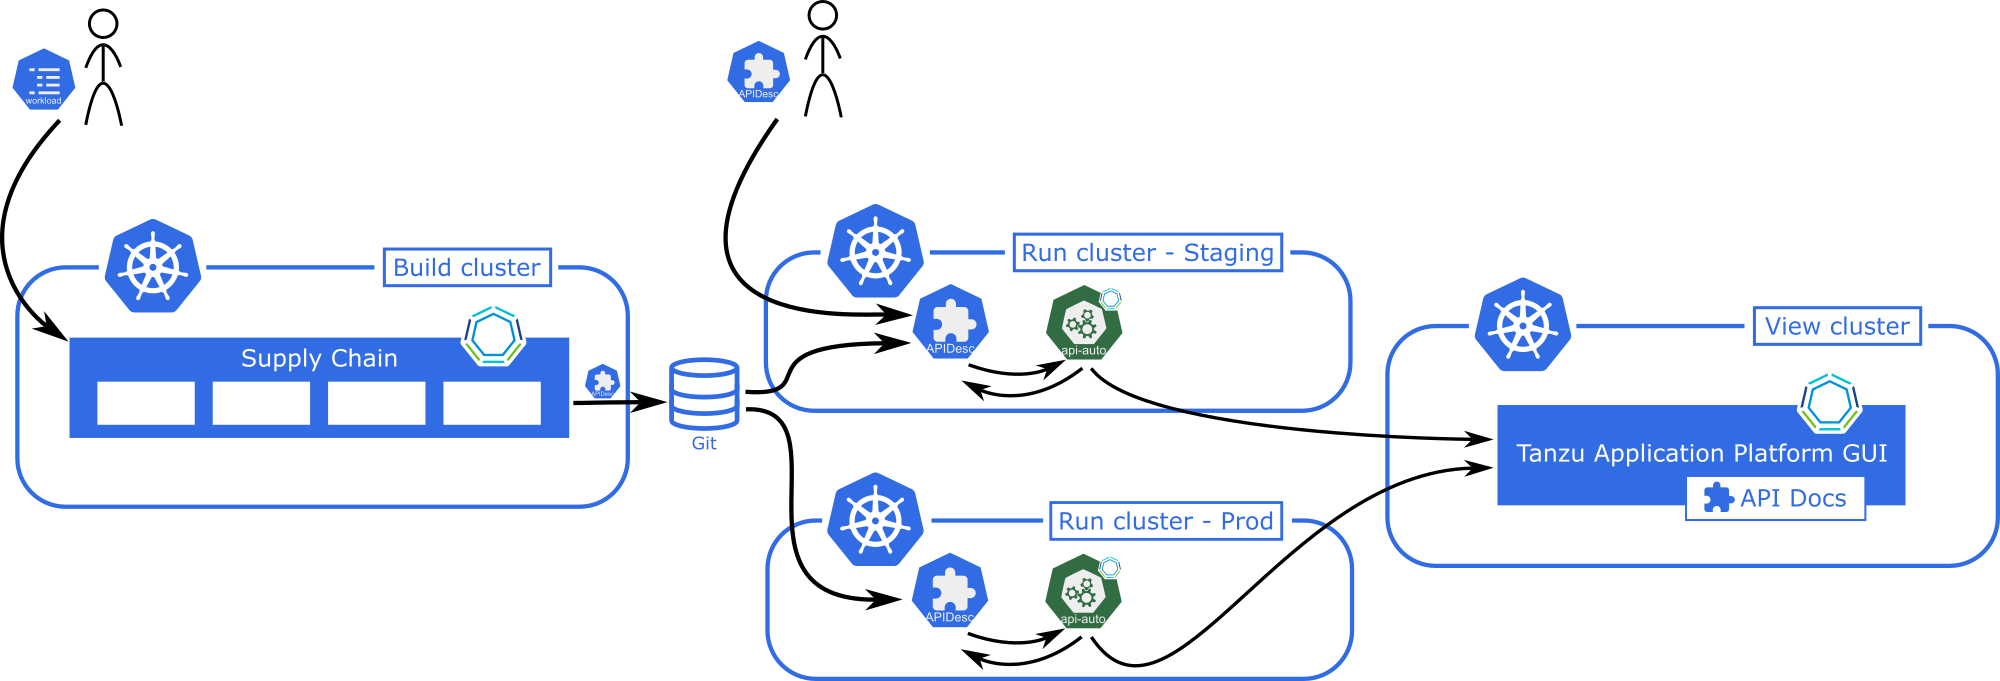 workload
APIDesc
Build cluster
Supply Chain
APIDesc
Git
Run cluster - Staging
APIDesc
api-auto
Run cluster - Prod
APIDesc
api-auto
View cluster
Tanzu Application Platform GUI
API Docs